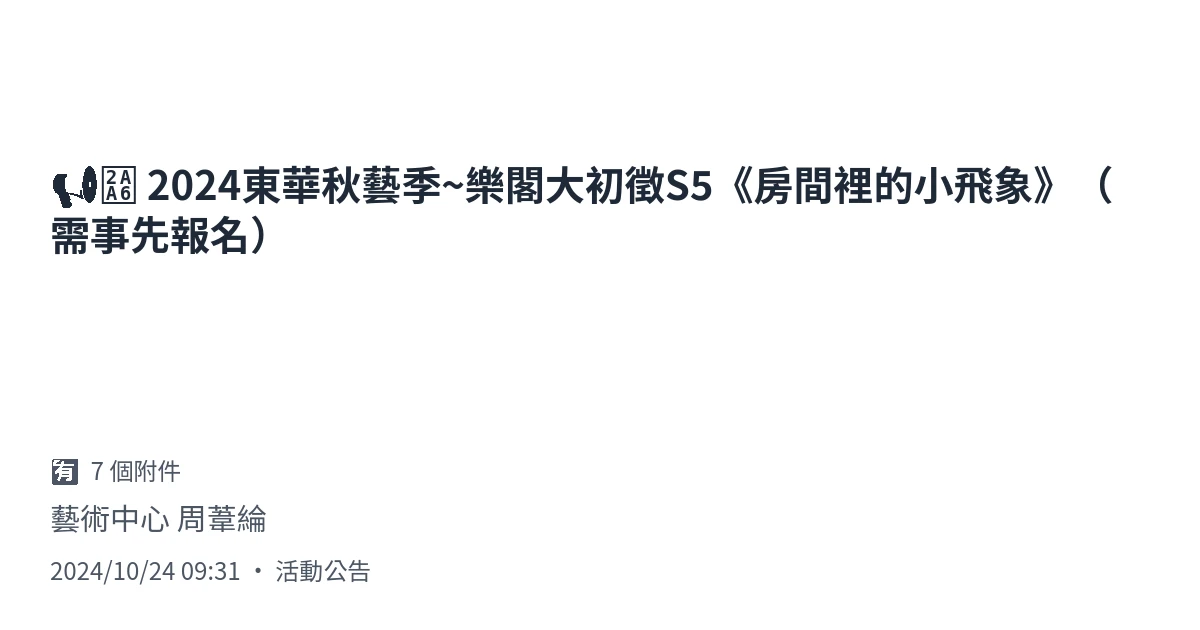 📢 2024東華秋藝季~樂閣大初徵S5《房間裡的小飛象》（
需事先報名）
🈶 7 個附件
藝術中心 周葦綸
2024/10/24 09:31 · 活動公告